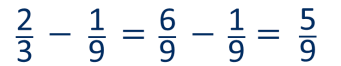 2/3 − 1/9 = 6/9 − 1/9 = 5/9